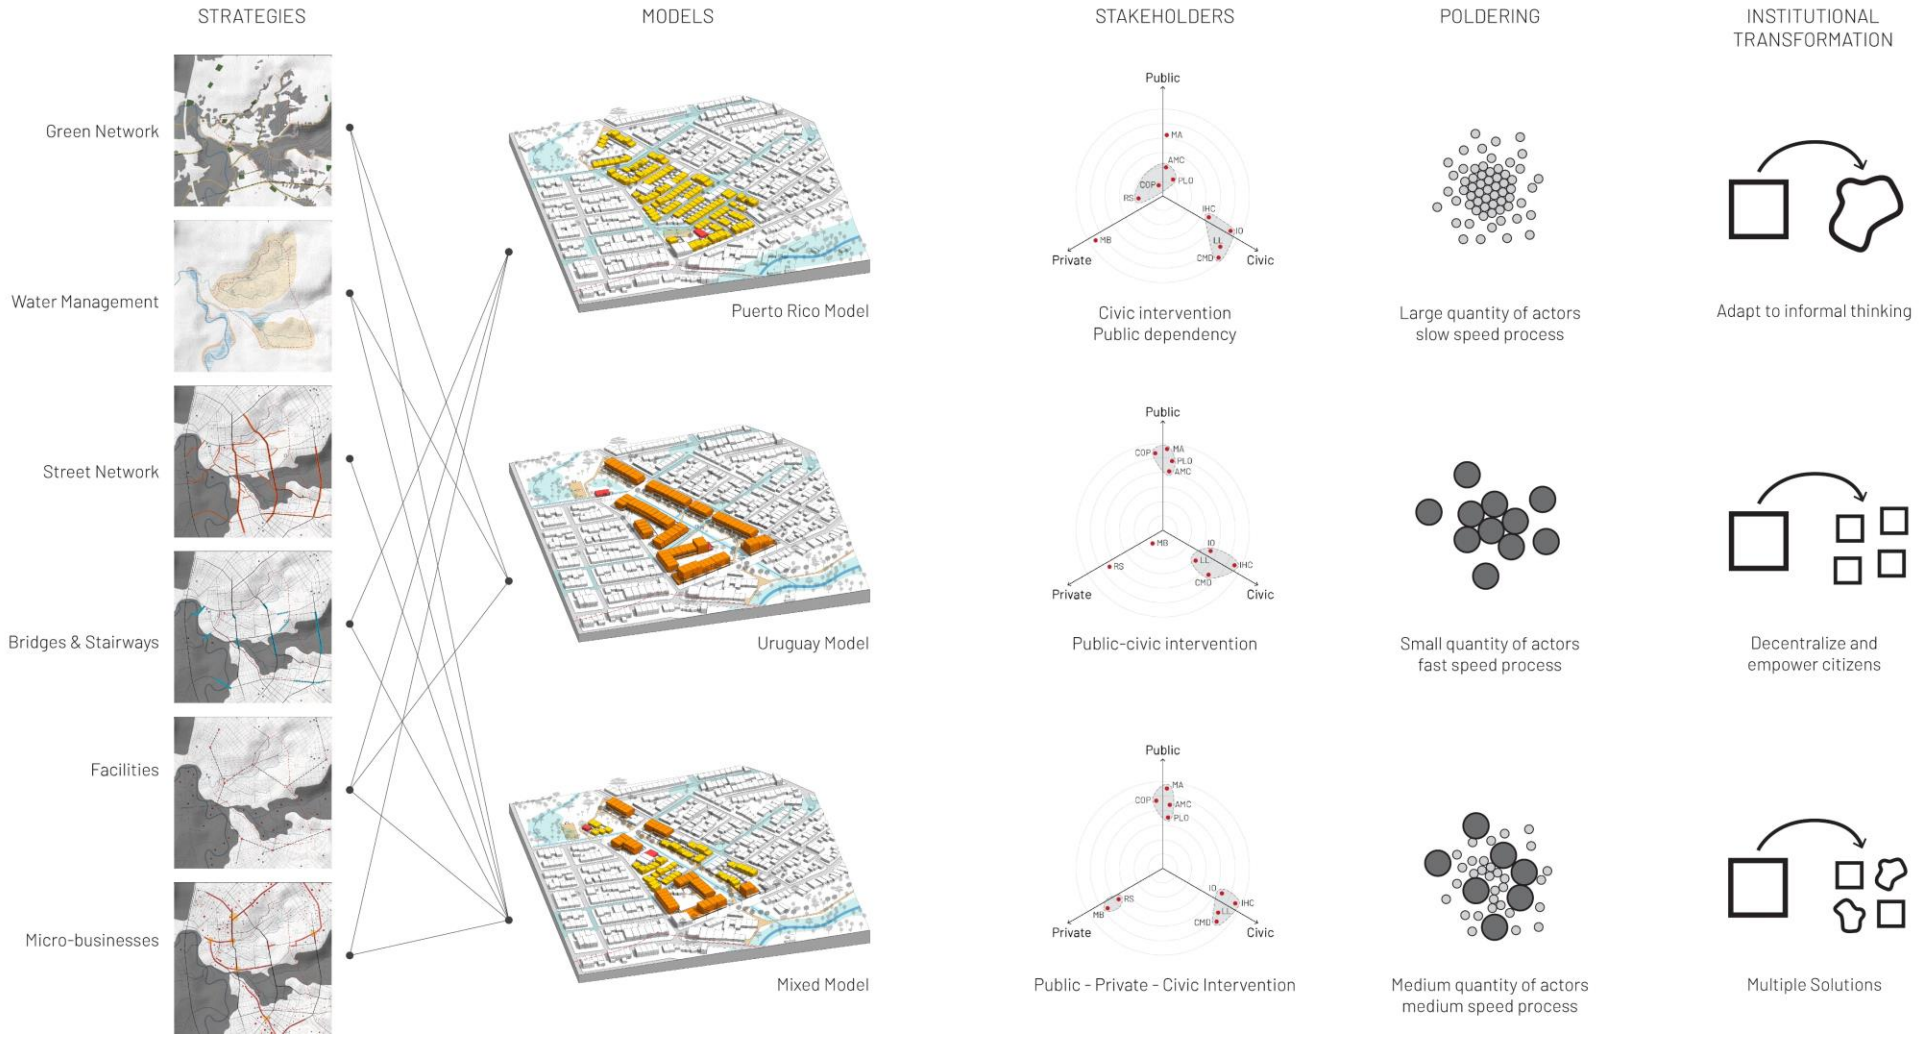 STRATEGIES
MODELS
STAKEHOLDERS
POLDERING
INSTITUTIONAL
TRANSFORMATION
Green Network
Water Management
Street Network
Bridges & Stairways
Facilities
Micro-businesses
Puerto Rico Model
Public
MA
AMC
PLO
COP
RS
IHC
IO
LL
CMD
MB
Private
Civic
Civic intervention
Public dependency
Large quantity of actors
slow speed process
Adapt to informal thinking
Uruguay Model
Public
COP
MA
PLO
AMC
MB
IO
LL
IHC
RS
CMD
Private
Civic
Public-civic intervention
Small quantity of actors
fast speed process
Decentralize and
empower citizens
Mixed Model
Public
MA
COP
AMC
PLO
IO
RS
IHC
LL
MB
CMD
Private
Civic
Public - Private - Civic Intervention
Medium quantity of actors
medium speed process
Multiple Solutions